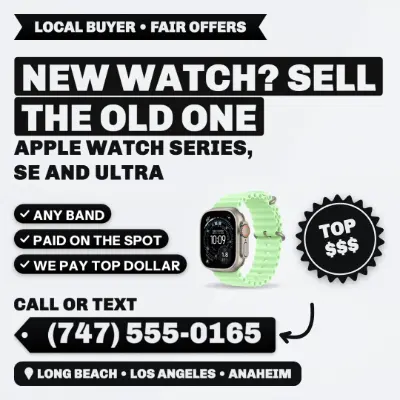 LOCAL BUYER • FAIR OFFERS
NEW WATCH? SELL
THE OLD ONE
APPLE WATCH SERIES,
SE AND ULTRA
ANY BAND
PAID ON THE SPOT
WE PAY TOP DOLLAR
TOP
$$$
CALL OR TEXT
(747) 555-0165
LONG BEACH • LOS ANGELES • ANAHEIM